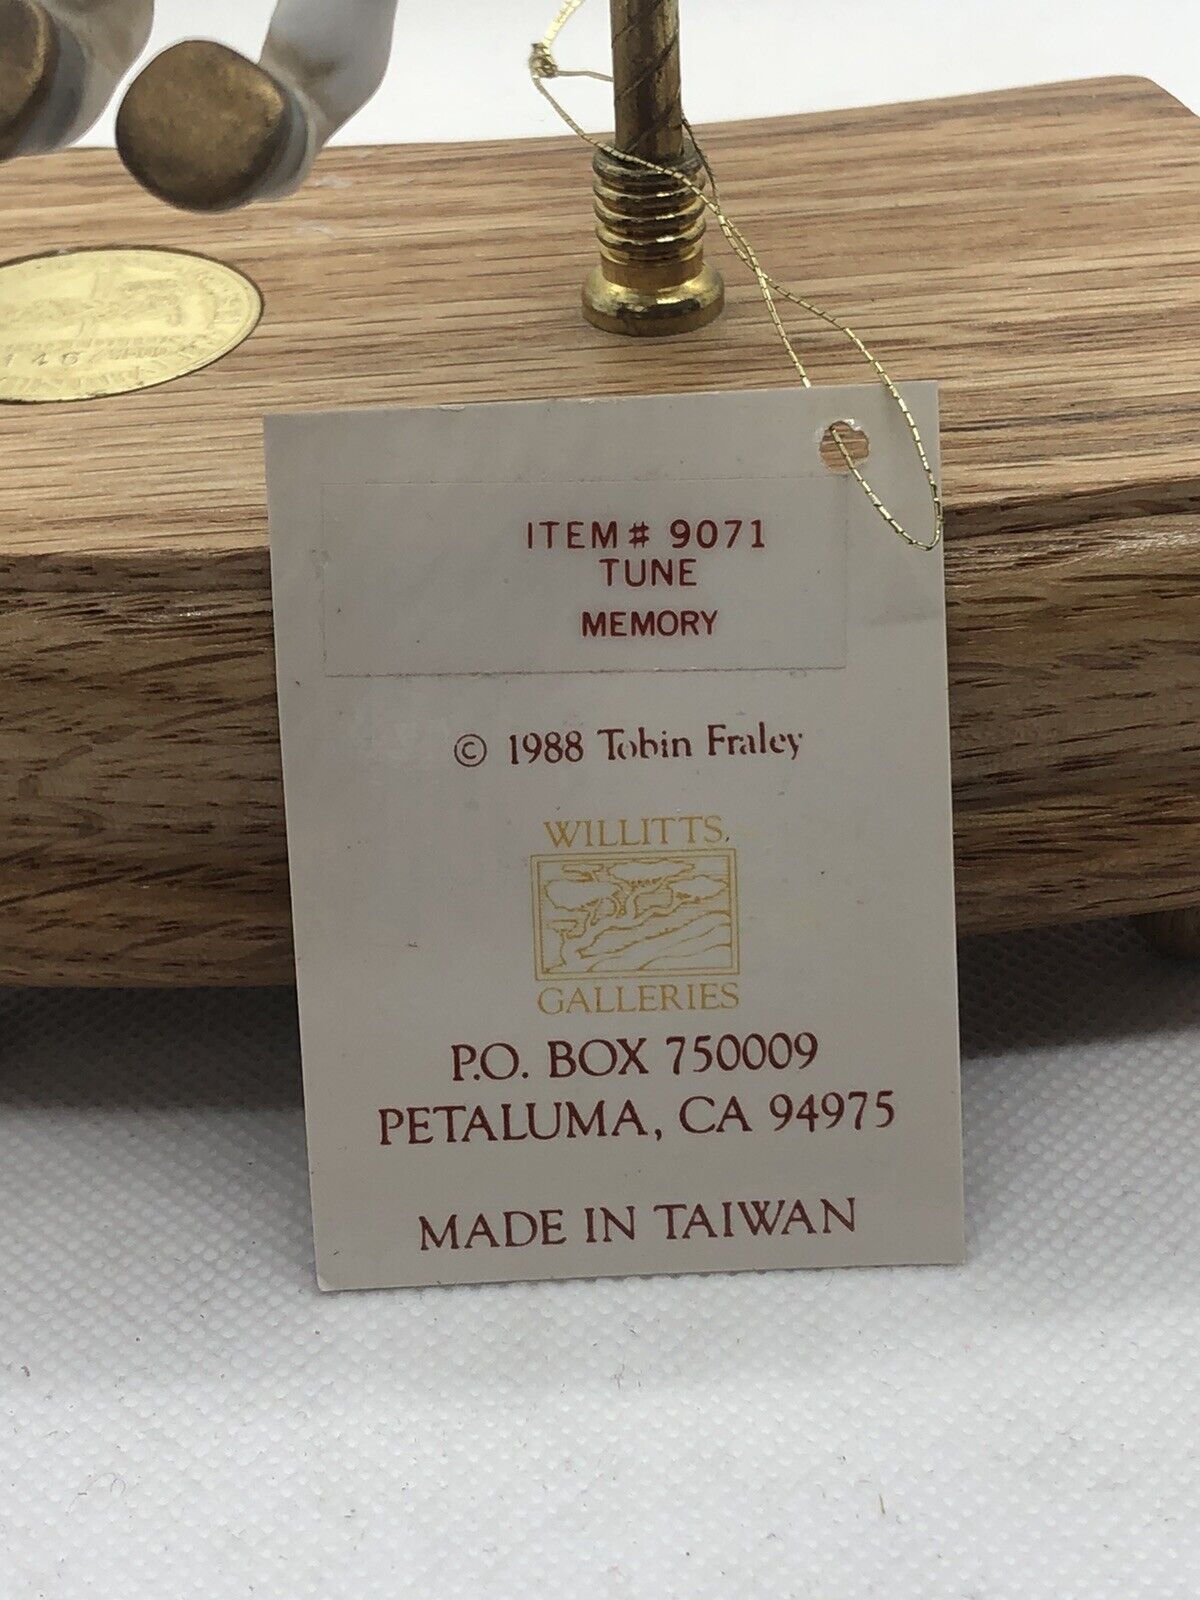 ITEM # 9071
TUNE
MEMORY
© 1988 Tobin Fraley
WILLITTS
GALLERIES
P.O. BOX 750009
PETALUMA, CA 94975
MADE IN TAIWAN